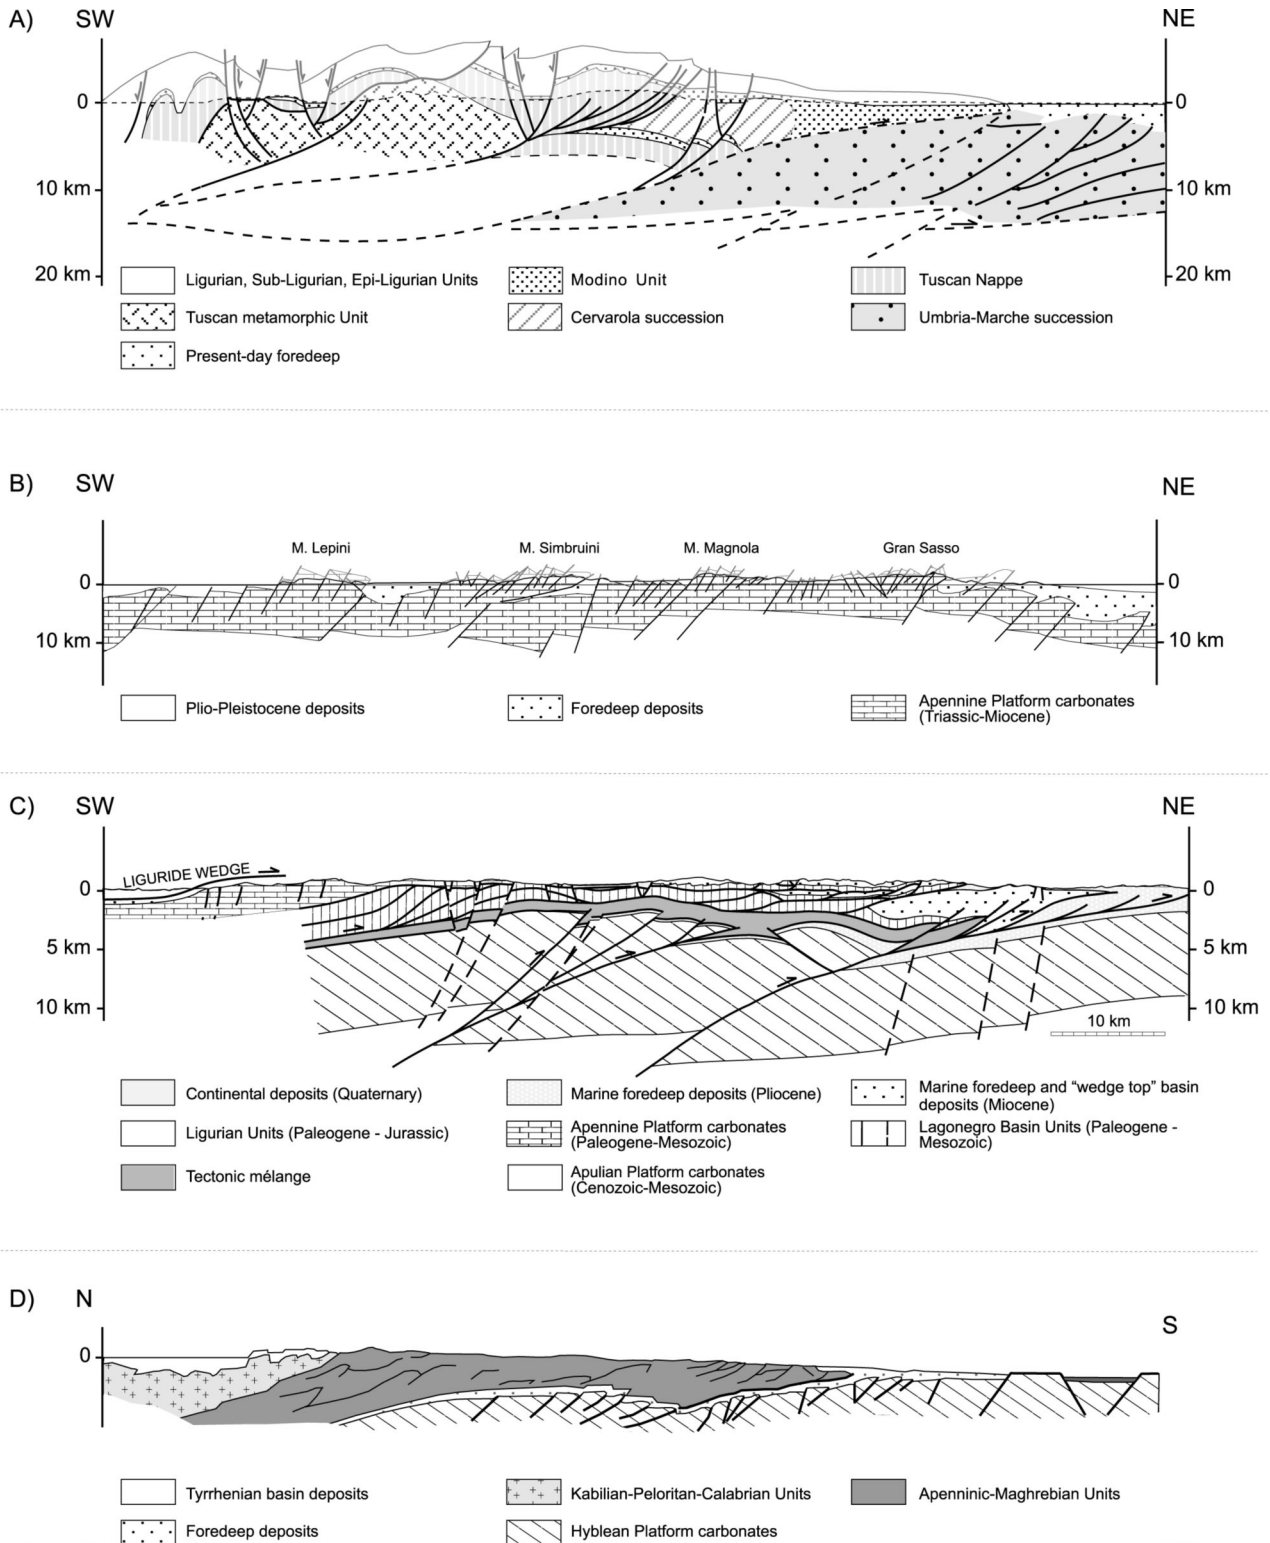 A) SW NE
0 0
10 km 10 km
20 km 20 km
Ligurian, Sub-Ligurian, Epi-Ligurian Units
Modino Unit
Tuscan Nappe
Tuscan metamorphic Unit
Cervarola succession
Umbria-Marche succession
Present-day foredeep
B) SW NE
M. Lepini M. Simbruini M. Magnola Gran Sasso
0 0
10 km 10 km
Plio-Pleistocene deposits
Foredeep deposits
Apennine Platform carbonates
(Triassic-Miocene)
C) SW NE
LIGURIDE WEDGE
0 0
5 km 5 km
10 km 10 km
10 km
Continental deposits (Quaternary)
Marine foredeep deposits (Pliocene)
Marine foredeep and “wedge top” basin
deposits (Miocene)
Ligurian Units (Paleogene - Jurassic)
Apennine Platform carbonates
(Paleogene-Mesozoic)
Lagonegro Basin Units (Paleogene -
Mesozoic)
Tectonic mélange
Apulian Platform carbonates
(Cenozoic-Mesozoic)
D) N
S
0
Tyrrhenian basin deposits
Kabilian-Peloritan-Calabrian Units
Apenninic-Maghrebian Units
Foredeep deposits
Hyblean Platform carbonates